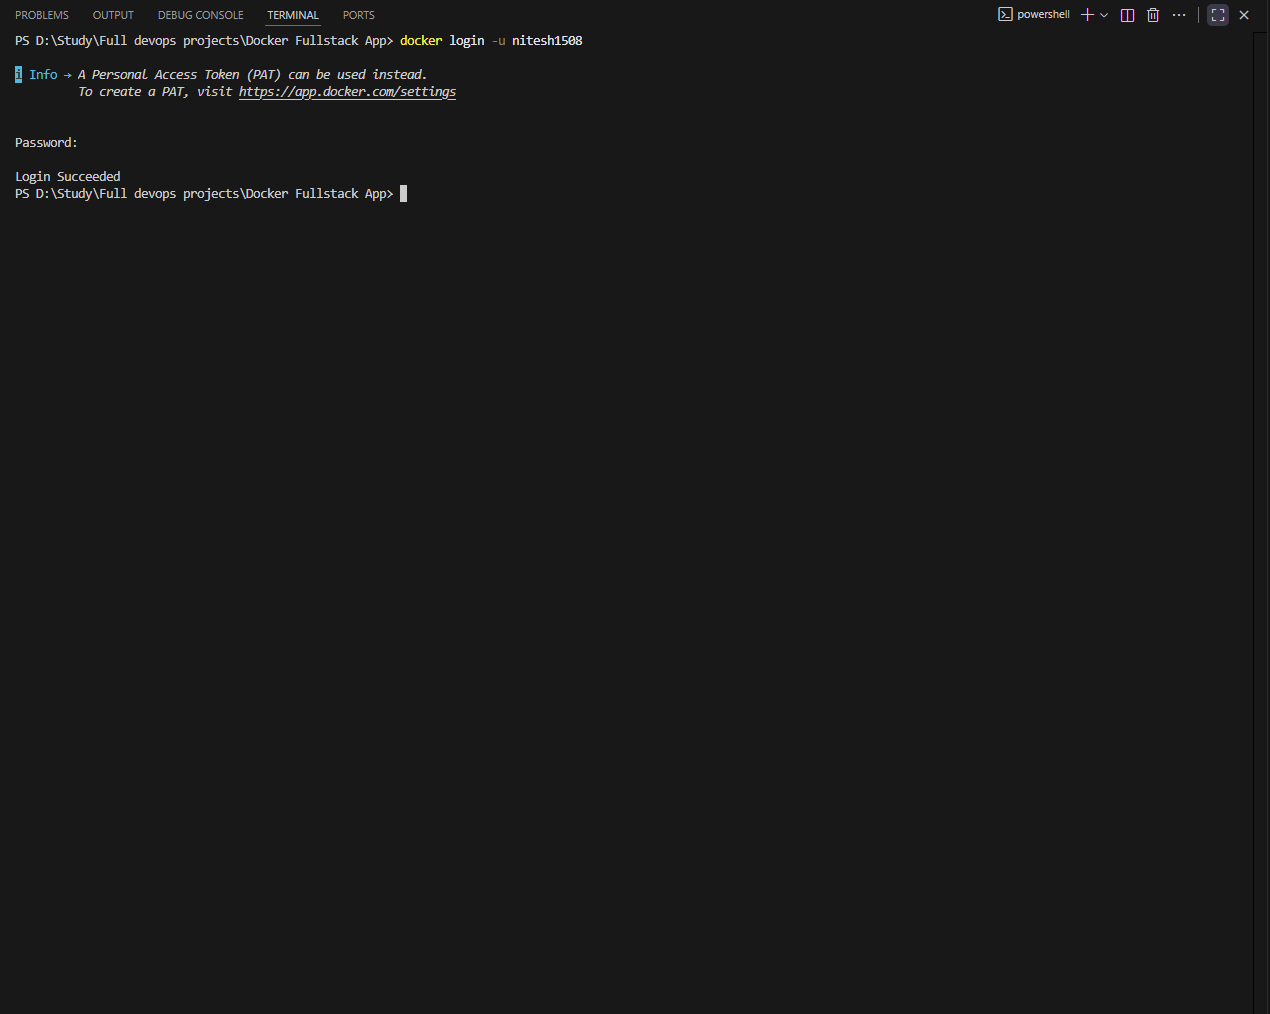 PROBLEMS OUTPUT DEBUG CONSOLE TERMINAL PORTS powershell
PS D:\Study\Full devops projects\Docker Fullstack App> docker login -u nitesh1508
i Info → A Personal Access Token (PAT) can be used instead.
To create a PAT, visit https://app.docker.com/settings
Password:
Login Succeeded
PS D:\Study\Full devops projects\Docker Fullstack App>